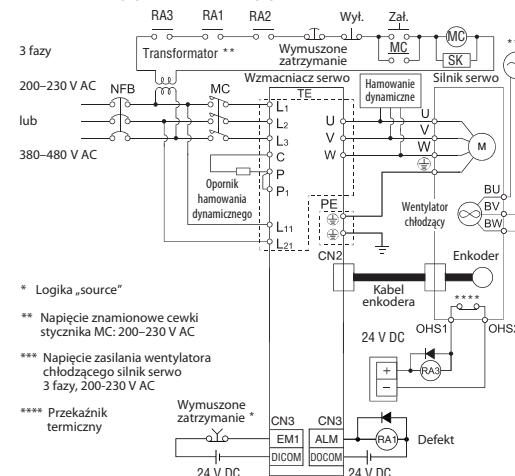 RA3 RA1 RA2 Wył. Zał.
MC
MC
SK
3 fazy
Transformator **
Wymuszone
zatrzymanie
Wzmacniacz serwo
Silnik serwo
**
200–230 V AC
NFB
MC
TE
Hamowanie
dynamiczne
lub
380–480 V AC
L1
L2
L3
C
P
P1
L11
L21
U
V
W
U
V
W
M
Opornik
hamowania
dynamicznego
PE
Wentylator
chłodzący
BU
BV
BW
CN2
Enkoder
Kabel
enkodera
* Logika „source”
** Napięcie znamionowe cewki
stycznika MC: 200–230 V AC
*** Napięcie zasilania wentylatora
chłodzącego silnik serwo
3 fazy, 200-230 V AC
**** Przekaźnik
termiczny
****
OHS1
OHS2
24 V DC
+
–
RA3
Wymuszone
zatrzymanie *
CN3
CN3
EM1
ALM
DICOM
DOCOM
RA1
Defekt
24 V DC
24 V DC